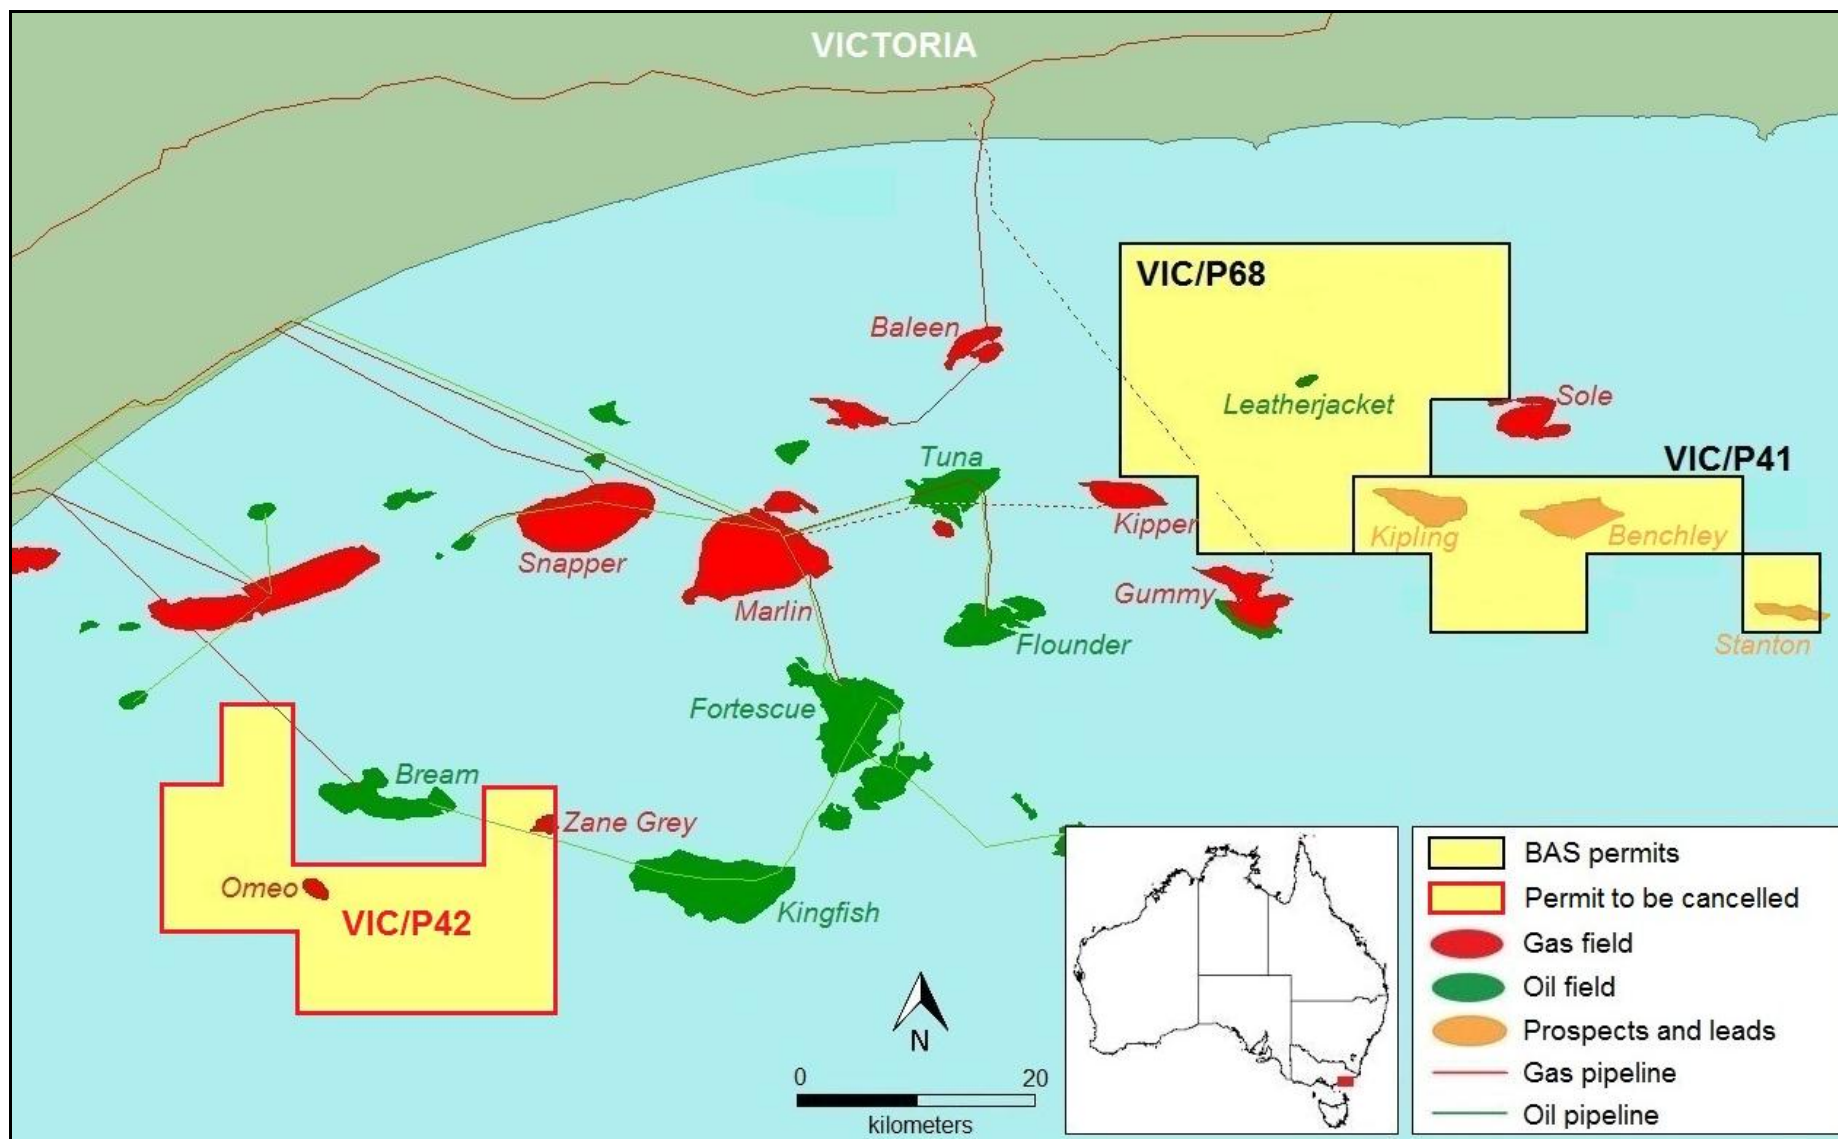 VICTORIA
VIC/P68
Baleen
Leatherjacket
Sole
Tuna
VIC/P41
Kipper
Kipling
Benchley
Snapper
Marlin
Gummy
Flounder
Stanton
Fortescue
Bream
Zane Grey
Omeo
VIC/P42
Kingfish
N
0 20
kilometers
BAS permits
Permit to be cancelled
Gas field
Oil field
Prospects and leads
Gas pipeline
Oil pipeline